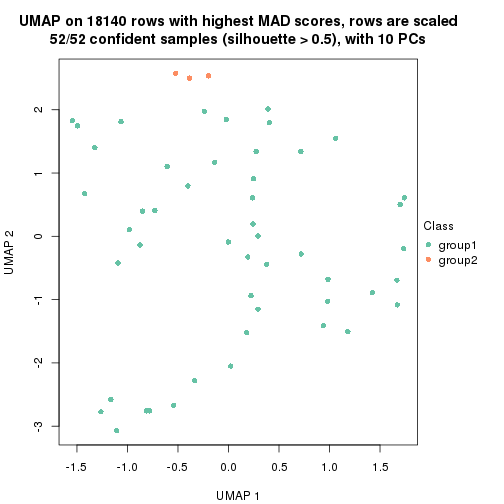 UMAP on 18140 rows with highest MAD scores, rows are scaled
52/52 confident samples (silhouette > 0.5), with 10 PCs
2
1
0
-1
-2
-3
UMAP 2
-1.5 -1.0 -0.5 0.0 0.5 1.0 1.5
UMAP 1
Class
group1
group2